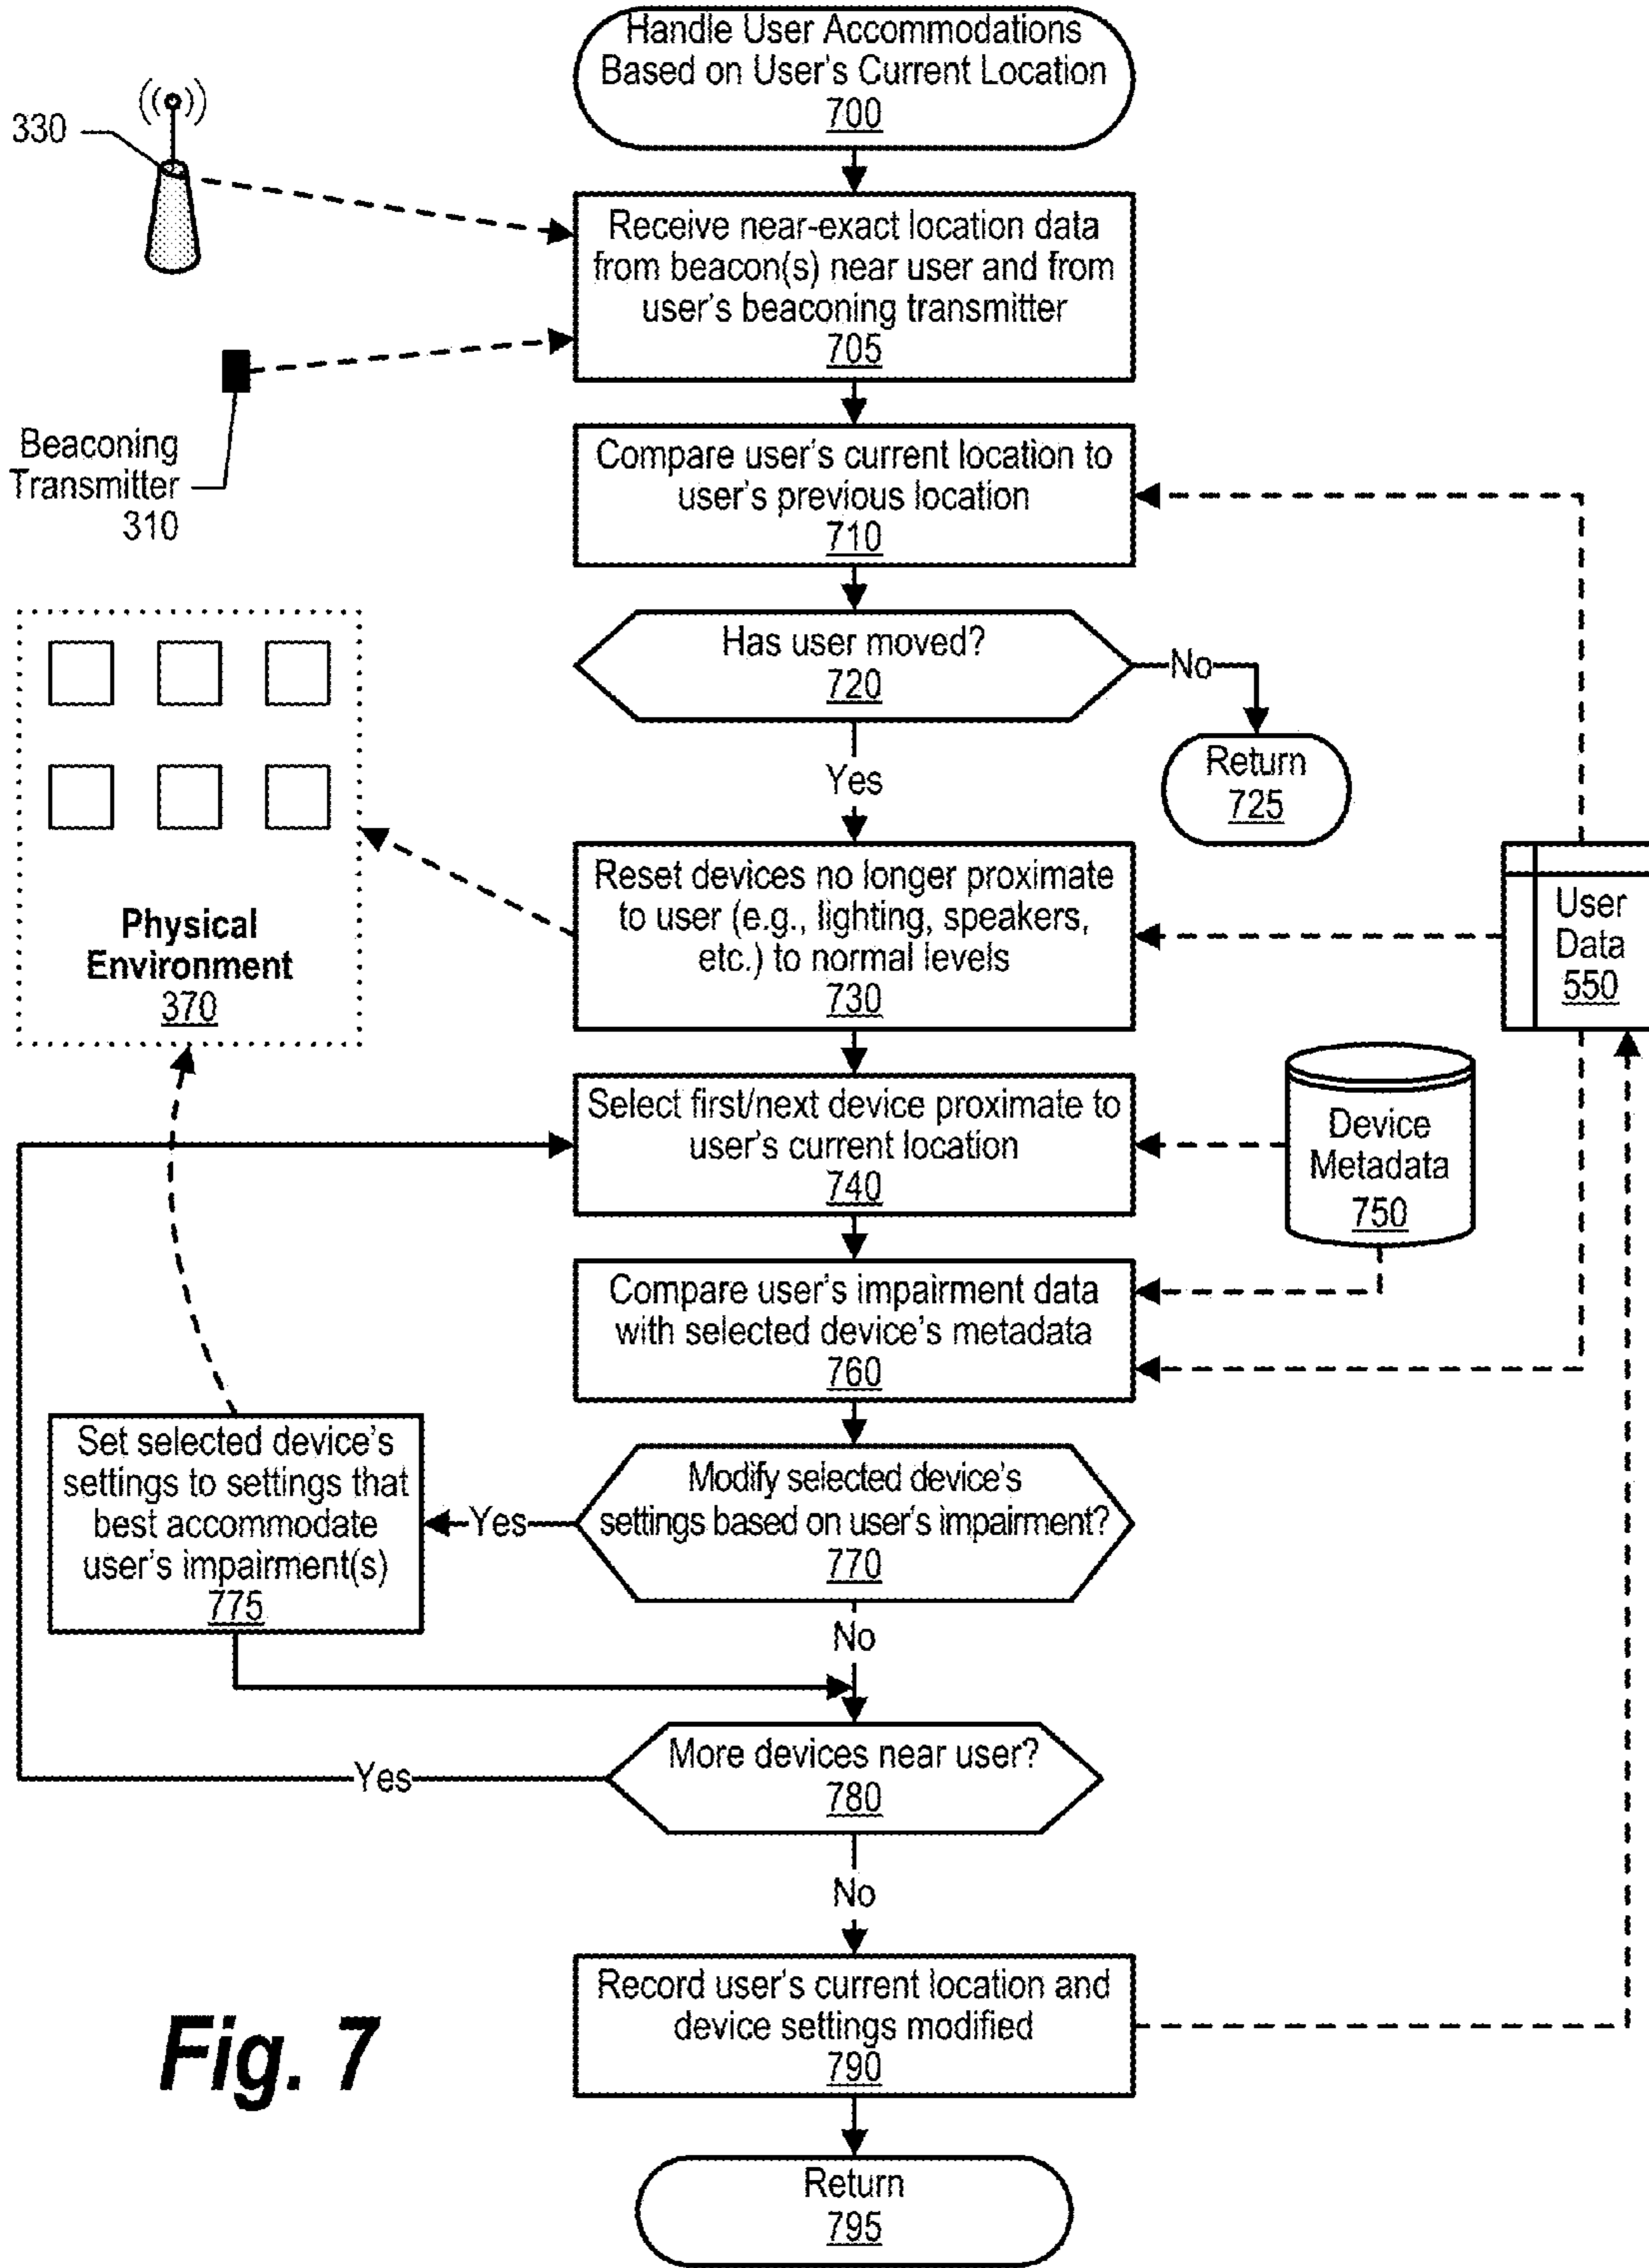 Handle User Accommodations
Based on User's Current Location
700
330
Receive near-exact location data
from beacon(s) near user and from
user's beaconing transmitter
705
Beaconing
Transmitter
310
Compare user's current location to
user's previous location
710
Has user moved?
720
No
Return
725
Yes
Physical
Environment
370
Reset devices no longer proximate
to user (e.g., lighting, speakers,
etc.) to normal levels
730
User
Data
550
Select first/next device proximate to
user's current location
740
Device
Metadata
750
Compare user's impairment data
with selected device's metadata
760
Set selected device's
settings to settings that
best accommodate
user's impairment(s)
775
Yes
Modify selected device's
settings based on user's impairment?
770
No
More devices near user?
780
Yes
No
Record user's current location and
device settings modified
790
Fig. 7
Return
795